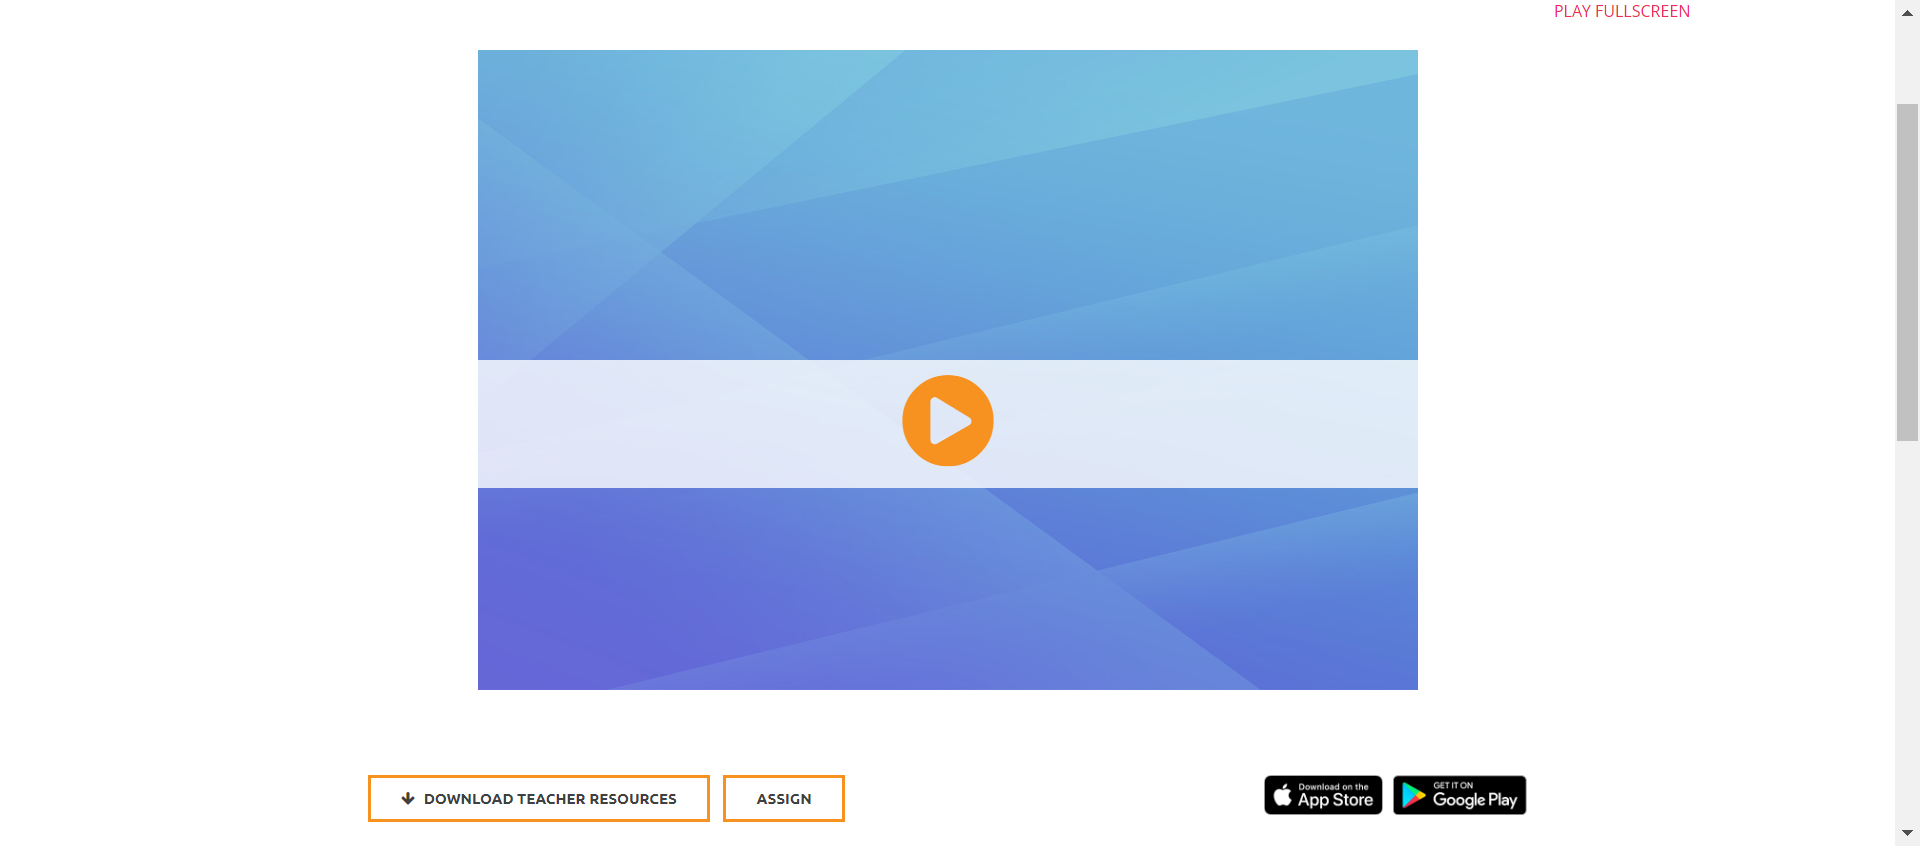 PLAY FULLSCREEN
DOWNLOAD TEACHER RESOURCES
ASSIGN
Download on the
App Store
GET IT ON
Google Play